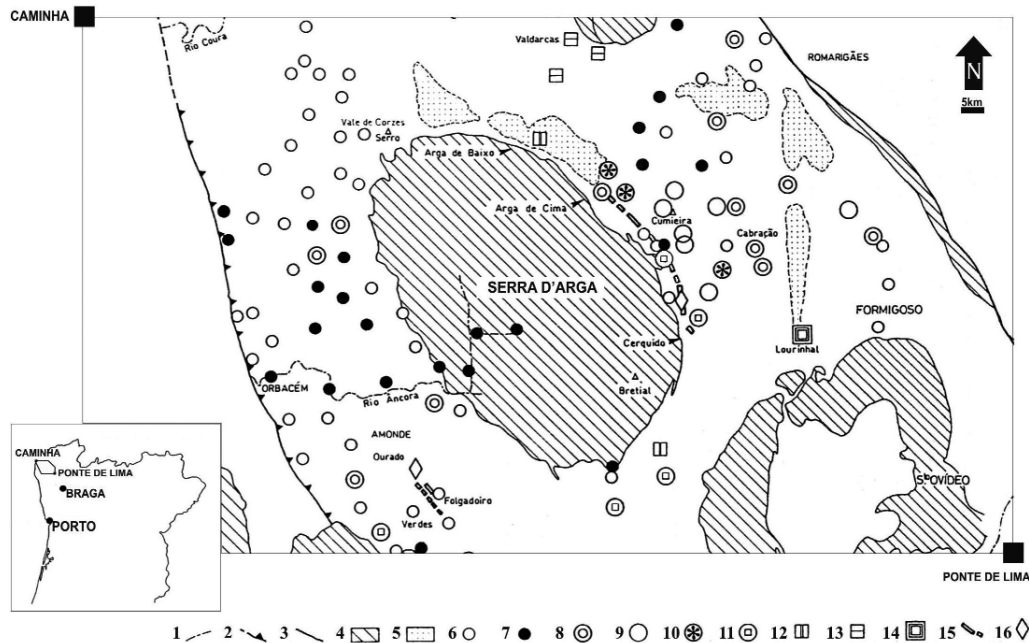 CAMINHA
Rio Coura
Valdarcas
ROMARIGÃES
N
5km
Vale de Corzes
Serro
Arga de Baixo
Arga de Cima
Cumieira
Cabração
SERRA D'ARGA
FORMIGOSO
Cerquido
Lourinhal
Bretial
ORBACÉM
Rio Âncora
AMONDE
Ourado
Folgadoiro
Verdes
S.ºOVÍDEO
CAMINHA
PONTE DE LIMA
BRAGA
PORTO
PONTE DE LIMA
1 2 3 4 5 6 7 8 9 10 11 12 13 14 15 16